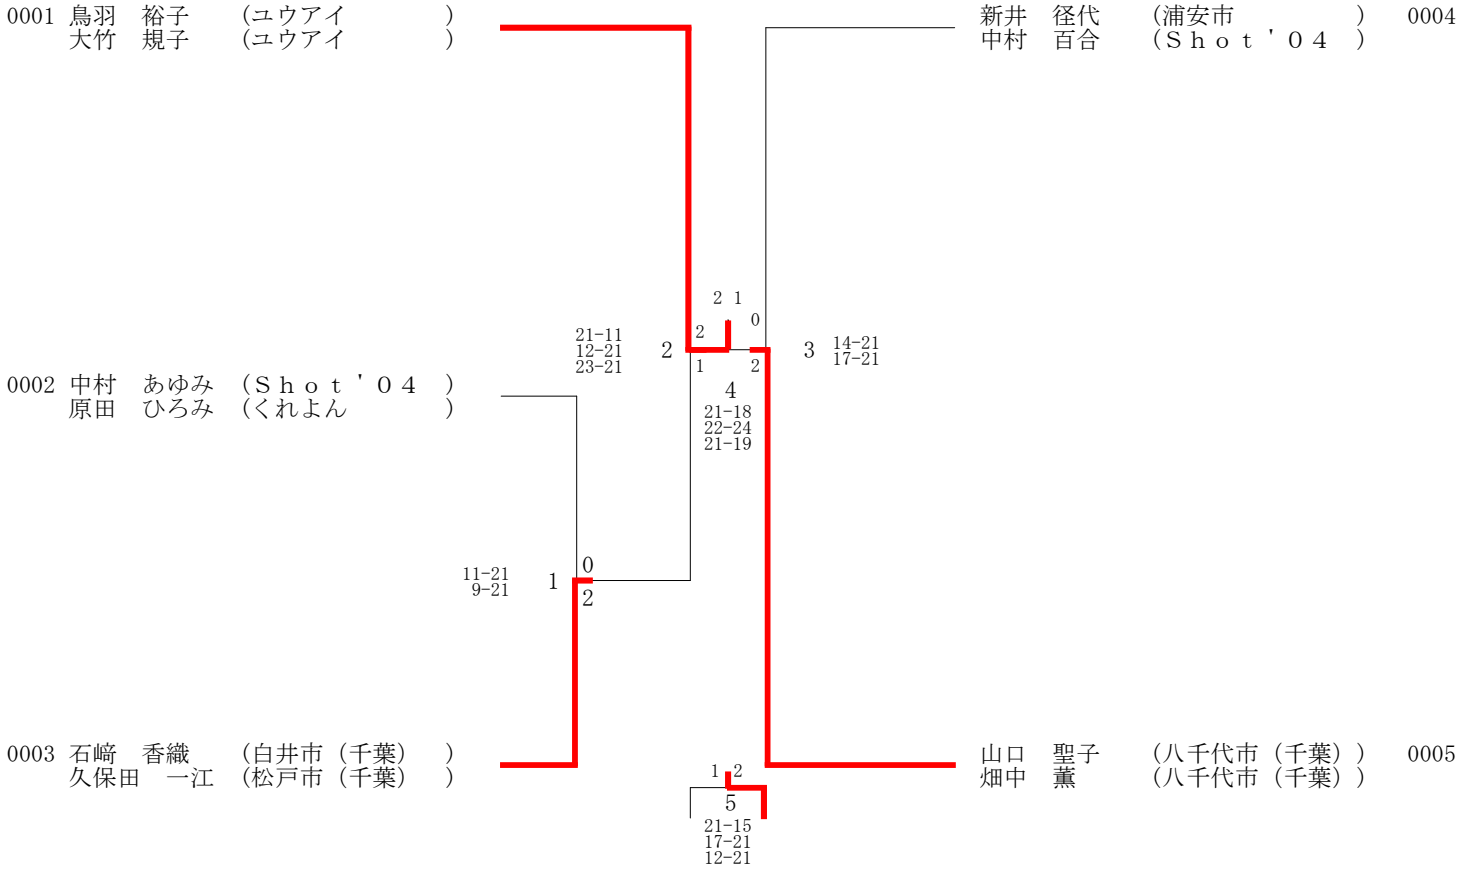 0001 鳥羽　裕子　（ユウアイ　　　　）
大竹　規子　（ユウアイ　　　　）
新井　径代　（浦安市　　　　　） 0004
中村　百合　（Ｓｈｏｔ＇０４　）
2 1
2
0
21-11
12-21
23-21
2
3
14-21
17-21
1
2
4
21-18
22-24
21-19
0002 中村　あゆみ （Ｓｈｏｔ＇０４　）
原田　ひろみ （くれよん　　　　）
11-21
9-21
1
0
2
0003 石﨑　香織　（白井市（千葉）　）
久保田　一江 （松戸市（千葉）　）
山口　聖子　（八千代市（千葉）） 0005
畑中　薫　　（八千代市（千葉））
1 2
5
21-15
17-21
12-21